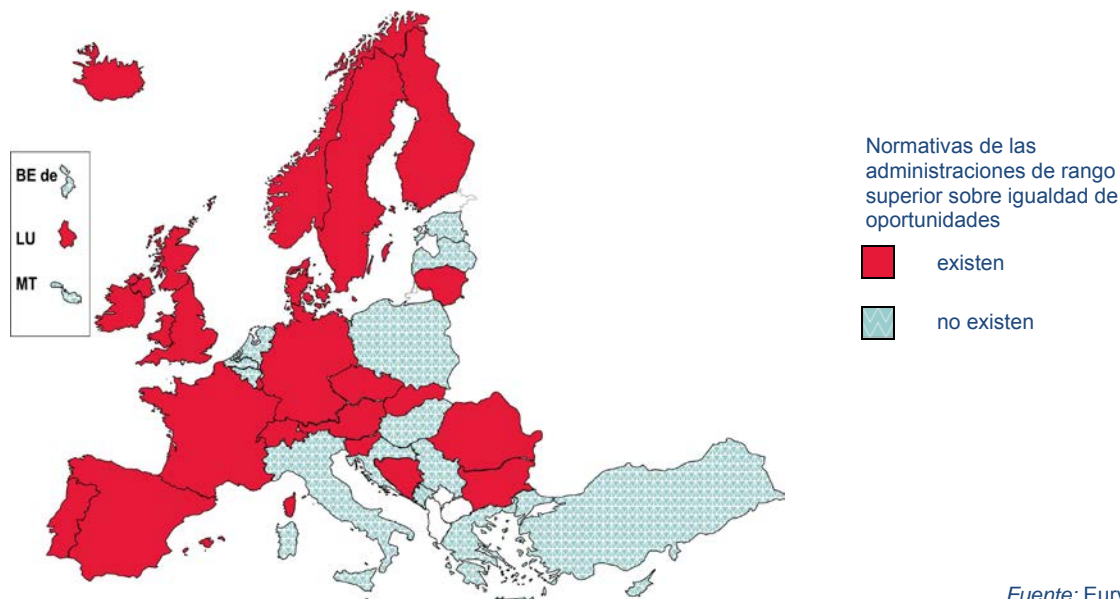 BE de
LU
MT
Normativas de las
administraciones de rango
superior sobre igualdad de
oportunidades
existen
no existen
Fuente: